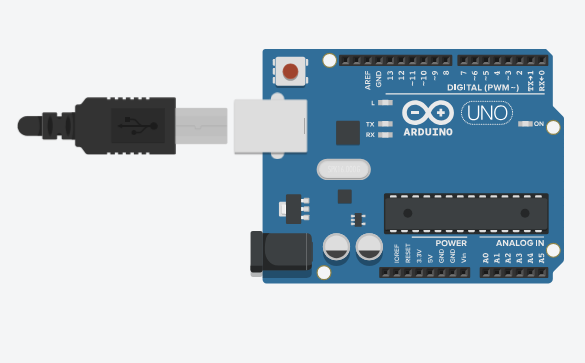 AREF
GND
13
12
~11
~10
~9
8
7
~6
~5
4
~3
2
TX→1
RX←0
DIGITAL (PWM~)
L
TX
RX
ARDUINO
UNO
ON
POWER
ANALOG IN
IOREF
RESET
3.3V
5V
GND
GND
Vin
A0
A1
A2
A3
A4
A5